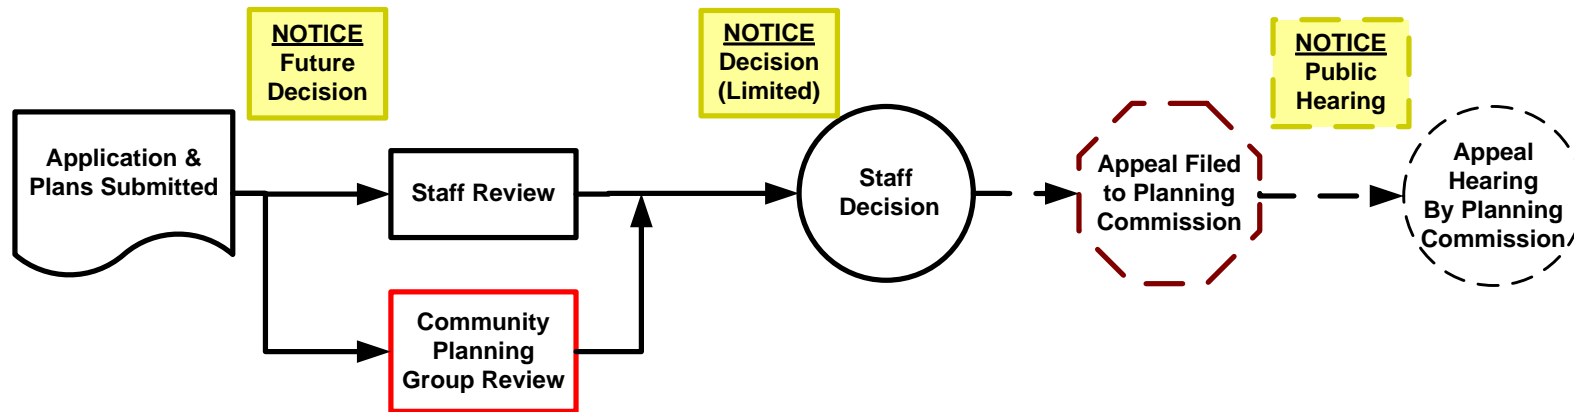 NOTICE
Future
Decision
NOTICE
Decision
(Limited)
NOTICE
Public
Hearing
Application &
Plans Submitted
Staff Review
Community
Planning
Group Review
Staff
Decision
Appeal Filed
to Planning
Commission
Appeal
Hearing
By Planning
Commission